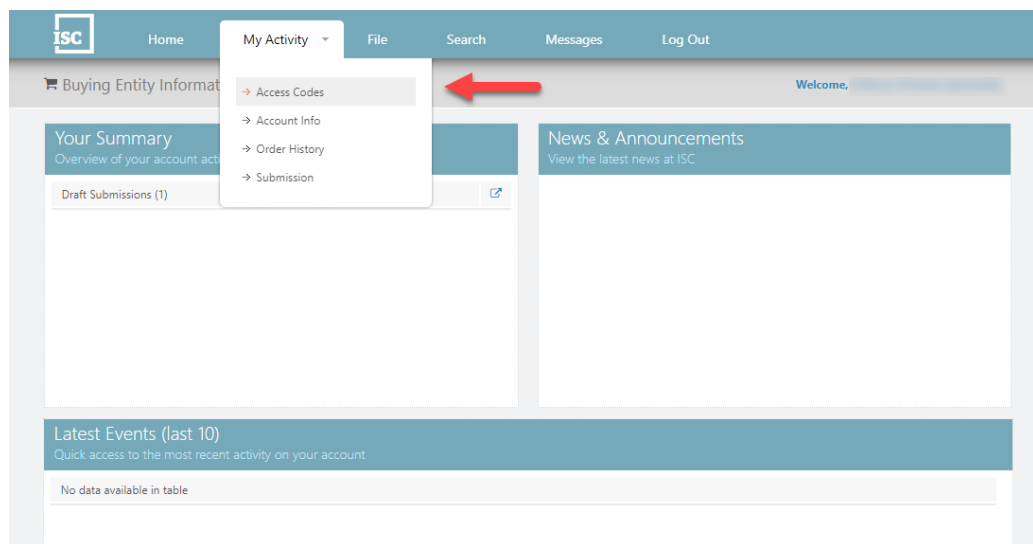 ISC
Home
My Activity
File
Search
Messages
Log Out
Buying Entity Informat
Welcome,
Access Codes
Account Info
Order History
Submission
Your Summary
Overview of your account acti
Draft Submissions (1)
News & Announcements
View the latest news at ISC
Latest Events (last 10)
Quick access to the most recent activity on your account
No data available in table